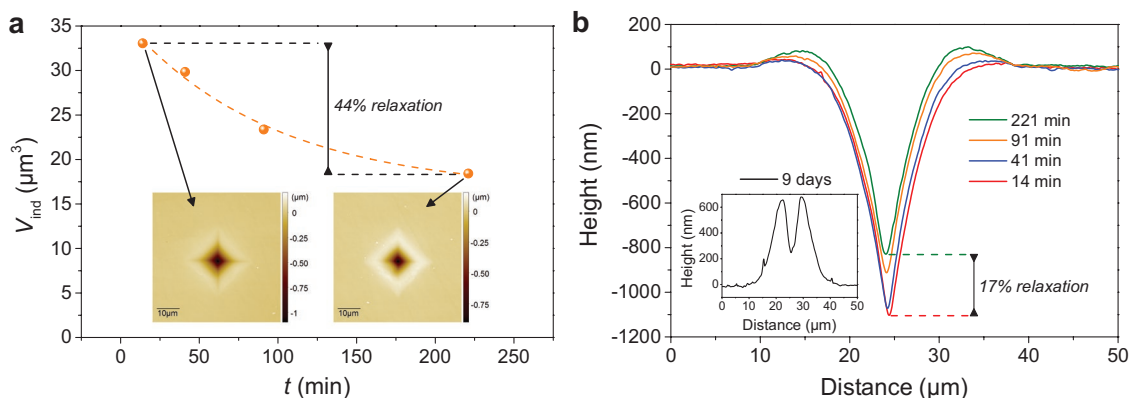 a
35
30
25
20
15
10
5
0
V_ind (µm³)
0 50 100 150 200 250
t (min)
44% relaxation
(µm)
0
-0.25
-0.5
-0.75
-1
10µm
(µm)
0
-0.25
-0.5
-0.75
10µm
b
200
0
-200
-400
-600
-800
-1000
-1200
Height (nm)
0 10 20 30 40 50
Distance (µm)
221 min
91 min
41 min
14 min
17% relaxation
9 days
600
400
200
0
Height (nm)
0 10 20 30 40 50
Distance (µm)